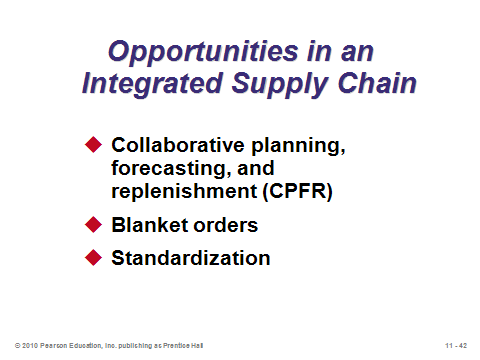 Opportunities in an
Integrated Supply Chain
Collaborative planning,
forecasting, and
replenishment (CPFR)
Blanket orders
Standardization
© 2010 Pearson Education, Inc. publishing as Prentice Hall
11 - 42